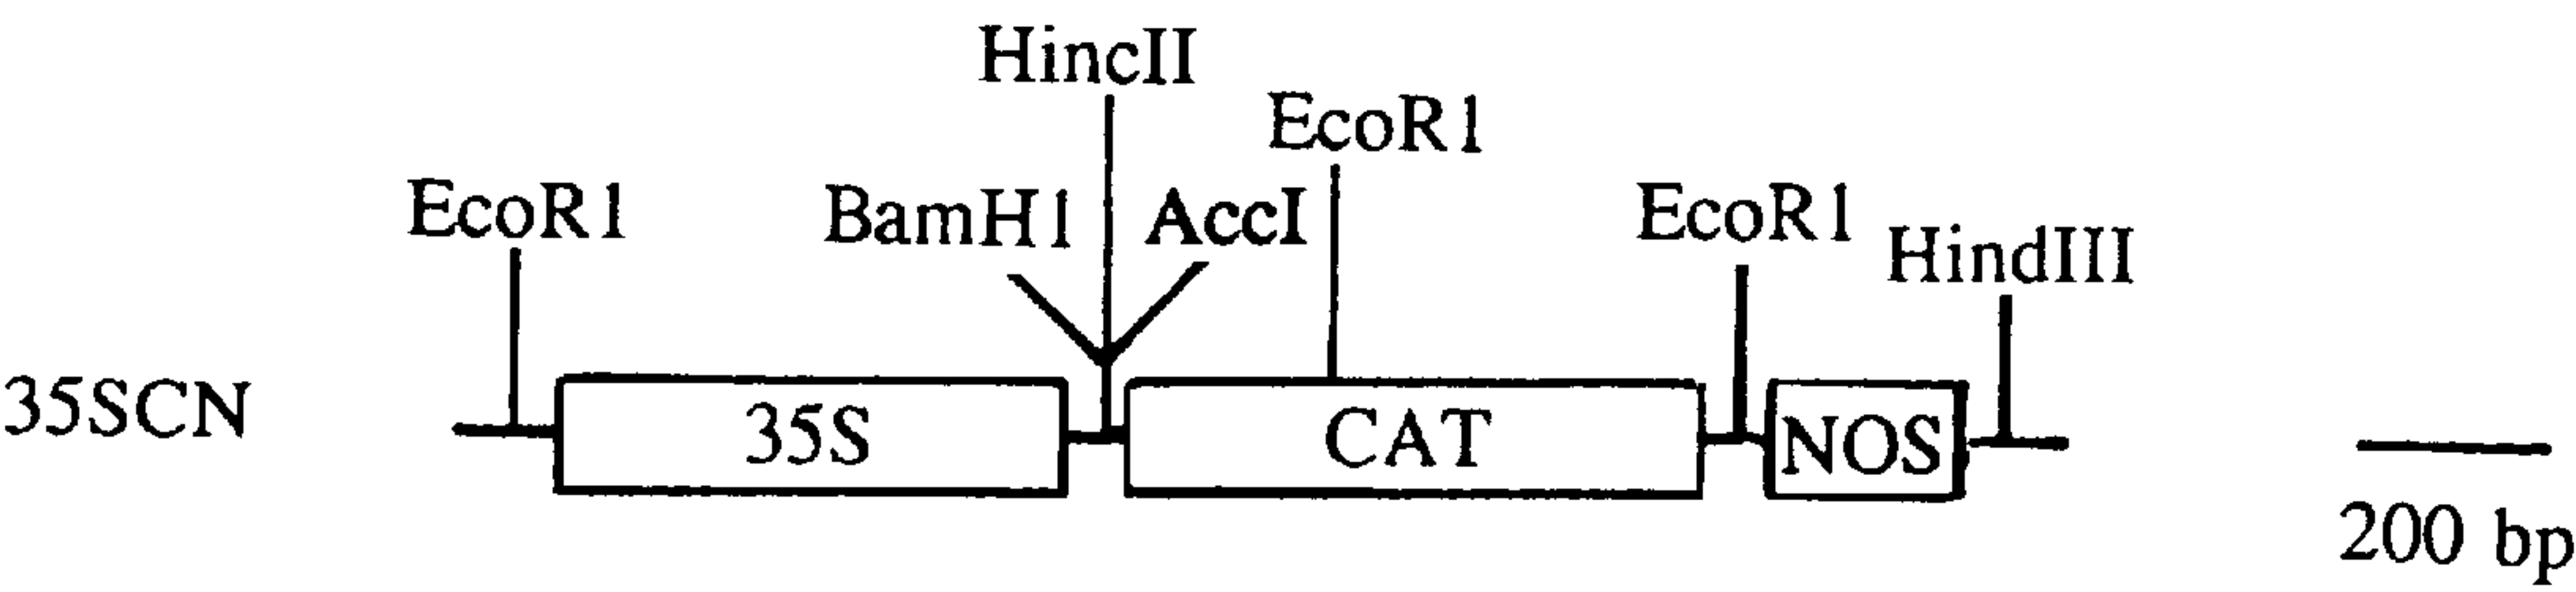 HincII
EcoR1
EcoR1
BamH1
AccI
EcoR1
HindIII
35SCN
35S
CAT
NOS
200 bp